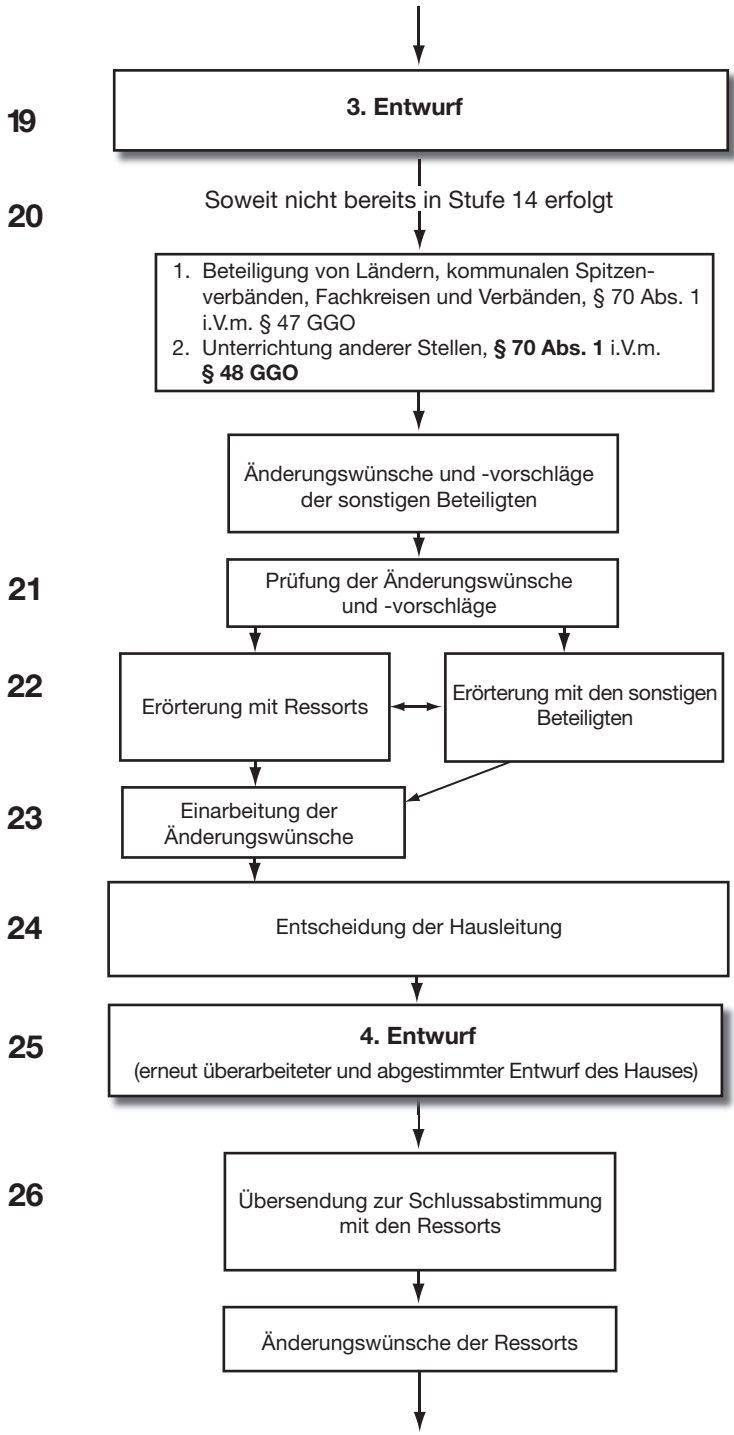 19
3. Entwurf
20
Soweit nicht bereits in Stufe 14 erfolgt
1. Beteiligung von Ländern, kommunalen Spitzen-
verbänden, Fachkreisen und Verbänden, § 70 Abs. 1
i.V.m. § 47 GGO
2. Unterrichtung anderer Stellen, § 70 Abs. 1 i.V.m.
§ 48 GGO
Änderungswünsche und -vorschläge
der sonstigen Beteiligten
21
Prüfung der Änderungswünsche
und -vorschläge
22
Erörterung mit Ressorts
Erörterung mit den sonstigen
Beteiligten
23
Einarbeitung der
Änderungswünsche
24
Entscheidung der Hausleitung
25
4. Entwurf
(erneut überarbeiteter und abgestimmter Entwurf des Hauses)
26
Übersendung zur Schlussabstimmung
mit den Ressorts
Änderungswünsche der Ressorts